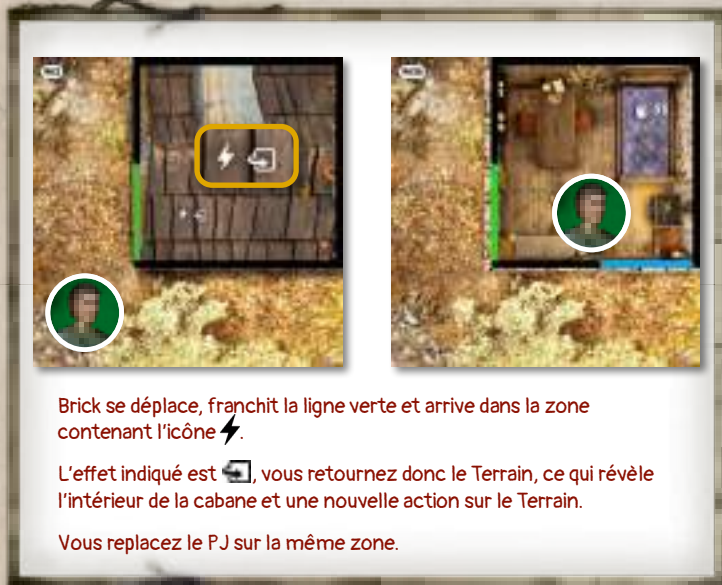 Brick se déplace, franchit la ligne verte et arrive dans la zone
contenant l'icône .
L'effet indiqué est , vous retournez donc le Terrain, ce qui révèle
l'intérieur de la cabane et une nouvelle action sur le Terrain.
Vous replacez le PJ sur la même zone.